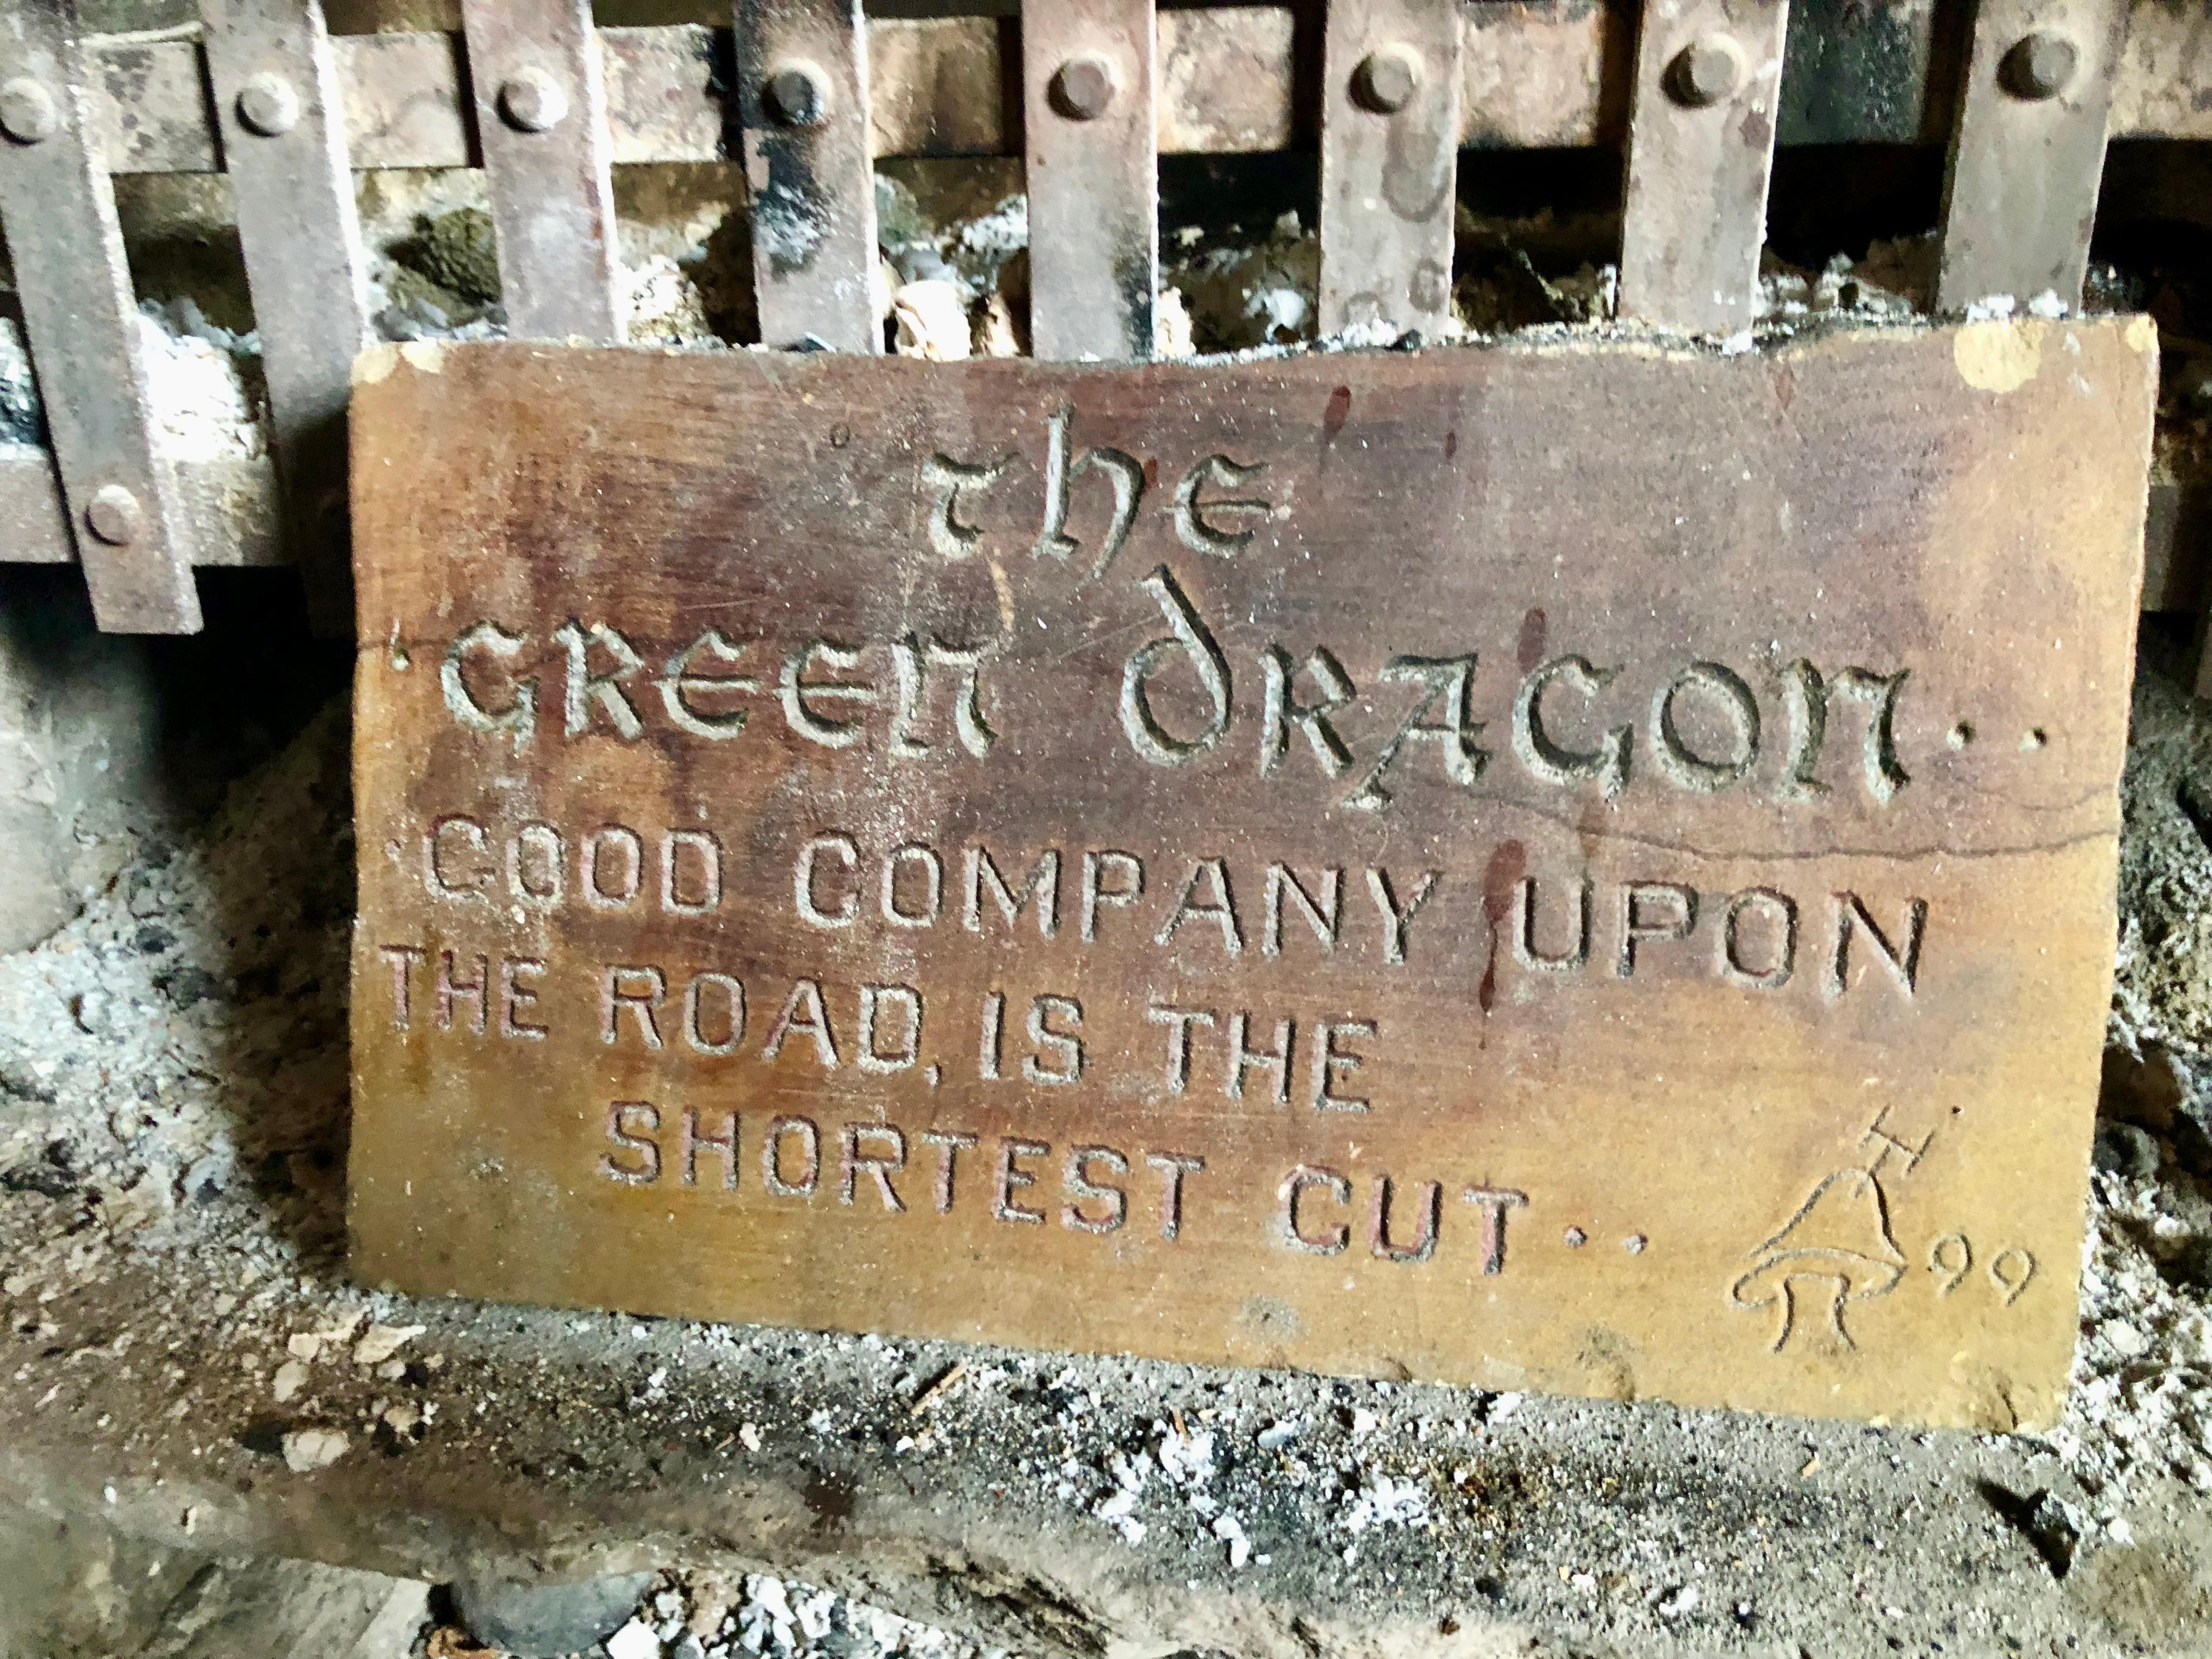 the
·GREEN dRAGON··
·GOOD COMPANY UPON
THE ROAD, IS THE
SHORTEST CUT··
H
99